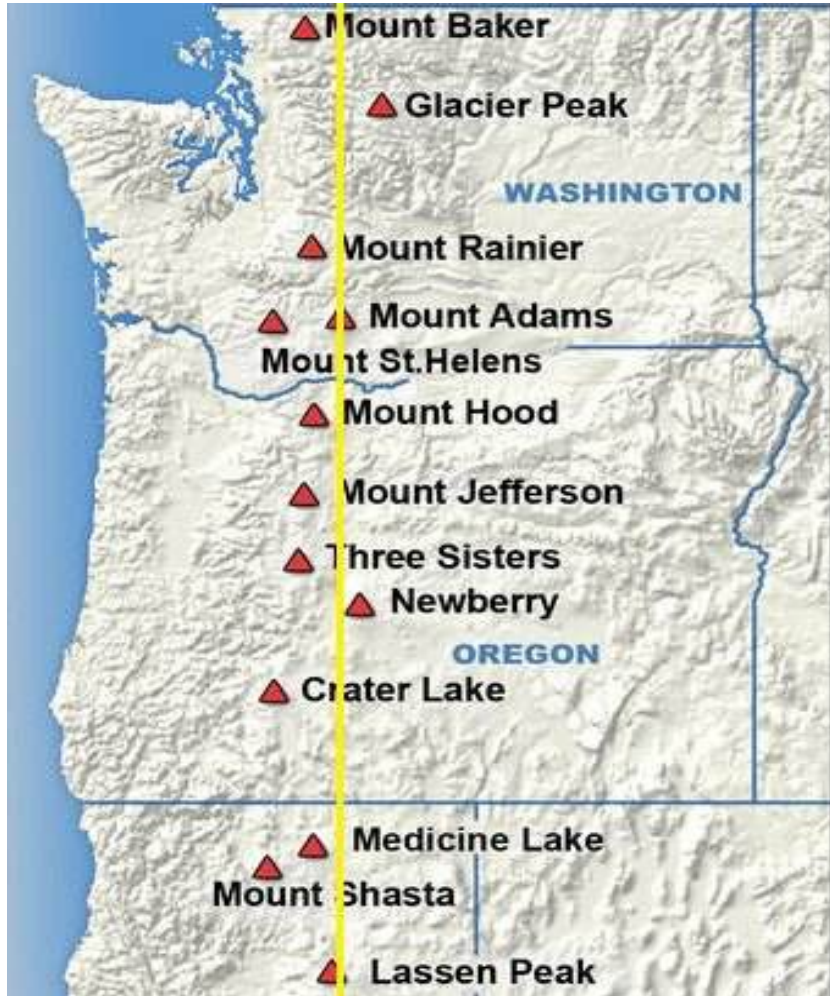 Mount Baker
Glacier Peak
WASHINGTON
Mount Rainier
Mount Adams
Mount St.Helens
Mount Hood
Mount Jefferson
Three Sisters
Newberry
OREGON
Crater Lake
Medicine Lake
Mount Shasta
Lassen Peak